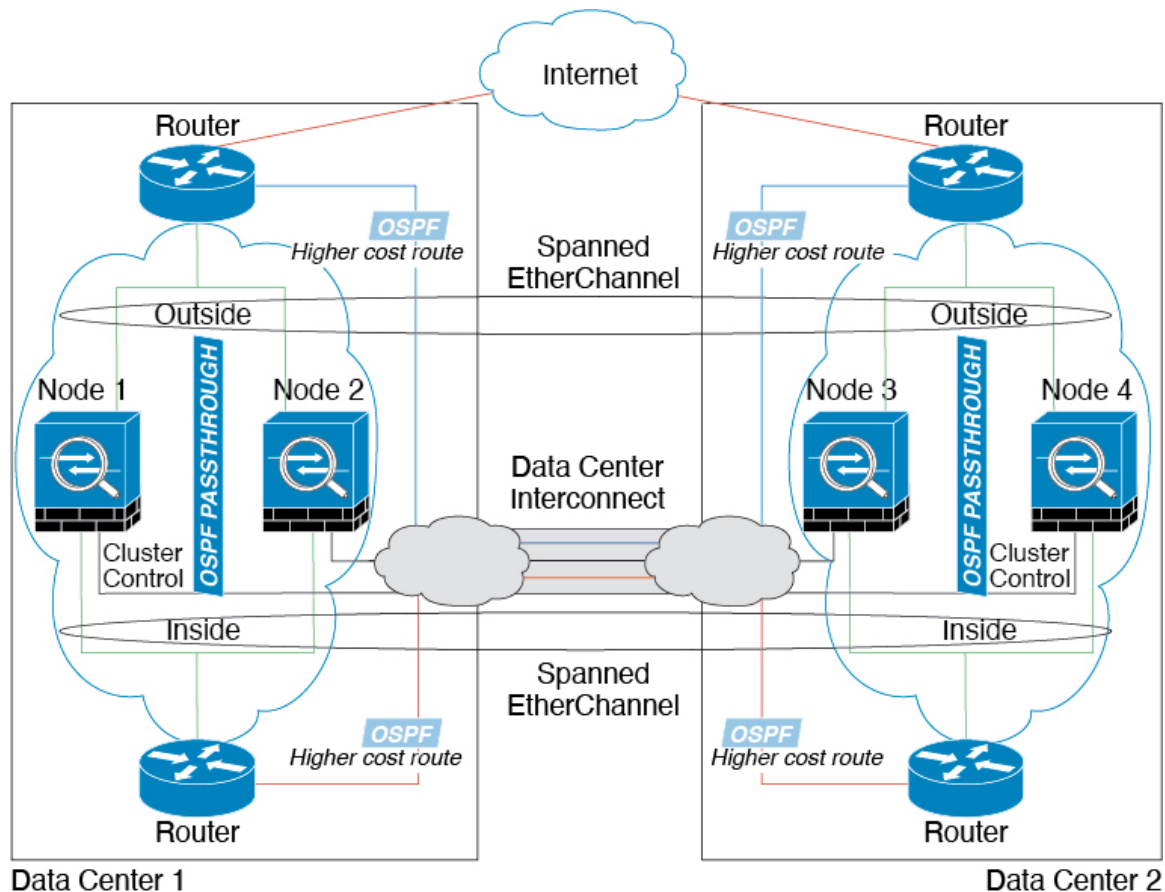 Internet
Router
Router
OSPF
Higher cost route
Spanned
EtherChannel
OSPF
Higher cost route
Outside
Outside
Node 1
OSPF PASSTHROUGH
Node 2
Node 3
OSPF PASSTHROUGH
Node 4
Data Center
Interconnect
Cluster
Control
Cluster
Control
Inside
Inside
Spanned
EtherChannel
OSPF
Higher cost route
OSPF
Higher cost route
Router
Router
Data Center 1
Data Center 2